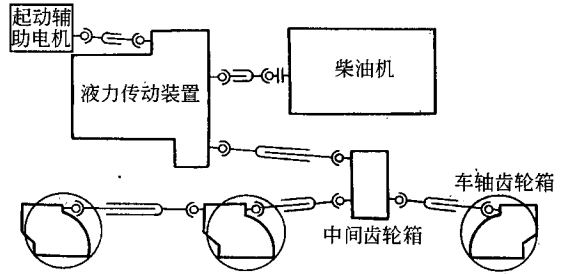 起动辅
助电机
液力传动装置
柴油机
车轴齿轮箱
中间齿轮箱